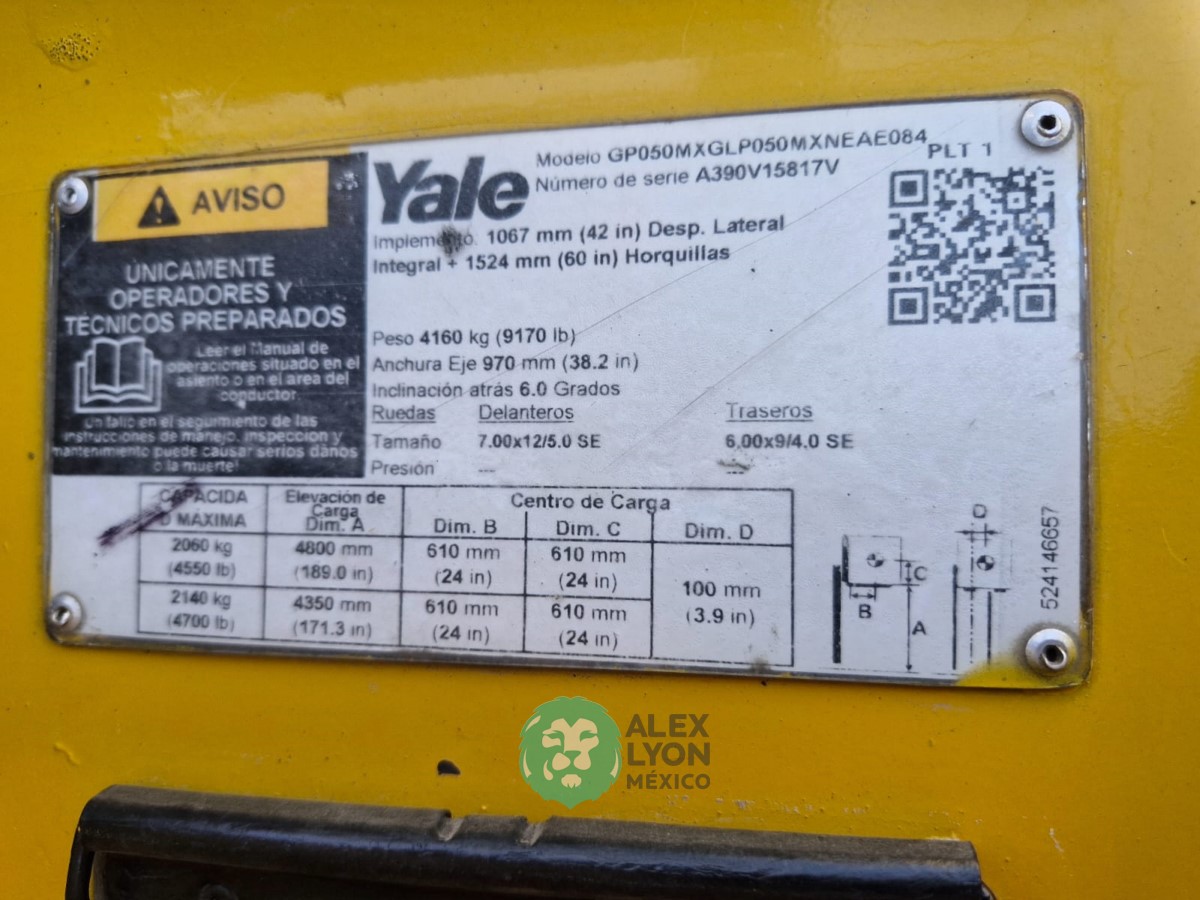 AVISO
ÚNICAMENTE
OPERADORES Y
TÉCNICOS PREPARADOS
Leer el Manual de
operaciones situado en el
asiento o en el area del
conductor.
Un fallo en el seguimiento de las
instrucciones de manejo, inspeccion y
mantenimiento puede causar serios daños
o la muerte!
Yale
Modelo GP050MXGLP050MXNEAE084
PLT 1
Número de serie A390V15817V
Implemento: 1067 mm (42 in) Desp. Lateral
Integral + 1524 mm (60 in) Horquillas
Peso 4160 kg (9170 lb)
Anchura Eje 970 mm (38.2 in)
Inclinación atrás 6.0 Grados
Ruedas Delanteros Traseros
Tamaño 7.00x12/5.0 SE 6.00x9/4.0 SE
Presión --- ---
CAPACIDA
D MÁXIMA
Elevación de
Carga
Dim. A
Centro de Carga
Dim. B Dim. C Dim. D
2060 kg 4800 mm 610 mm 610 mm
(4550 lb) (189.0 in) (24 in) (24 in)
2140 kg 4350 mm 610 mm 610 mm
(4700 lb) (171.3 in) (24 in) (24 in)
100 mm
(3.9 in)
D
C
B
A
524146657
ALEX
LYON
MÉXICO